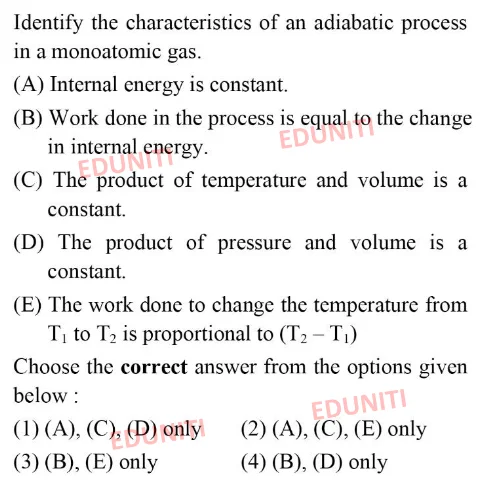 Identify the characteristics of an adiabatic process
in a monoatomic gas.
(A) Internal energy is constant.
(B) Work done in the process is equal to the change
EDUNITI
in internal energy.
EDUNITI
(C) The product of temperature and volume is a
constant.
(D) The product of pressure and volume is a
constant.
(E) The work done to change the temperature from
T₁ to T₂ is proportional to (T₂ – T₁)
Choose the correct answer from the options given
below :
EDUNITI
(1) (A), (C), (D) only (2) (A), (C), (E) only
EDUNITI
(3) (B), (E) only (4) (B), (D) only